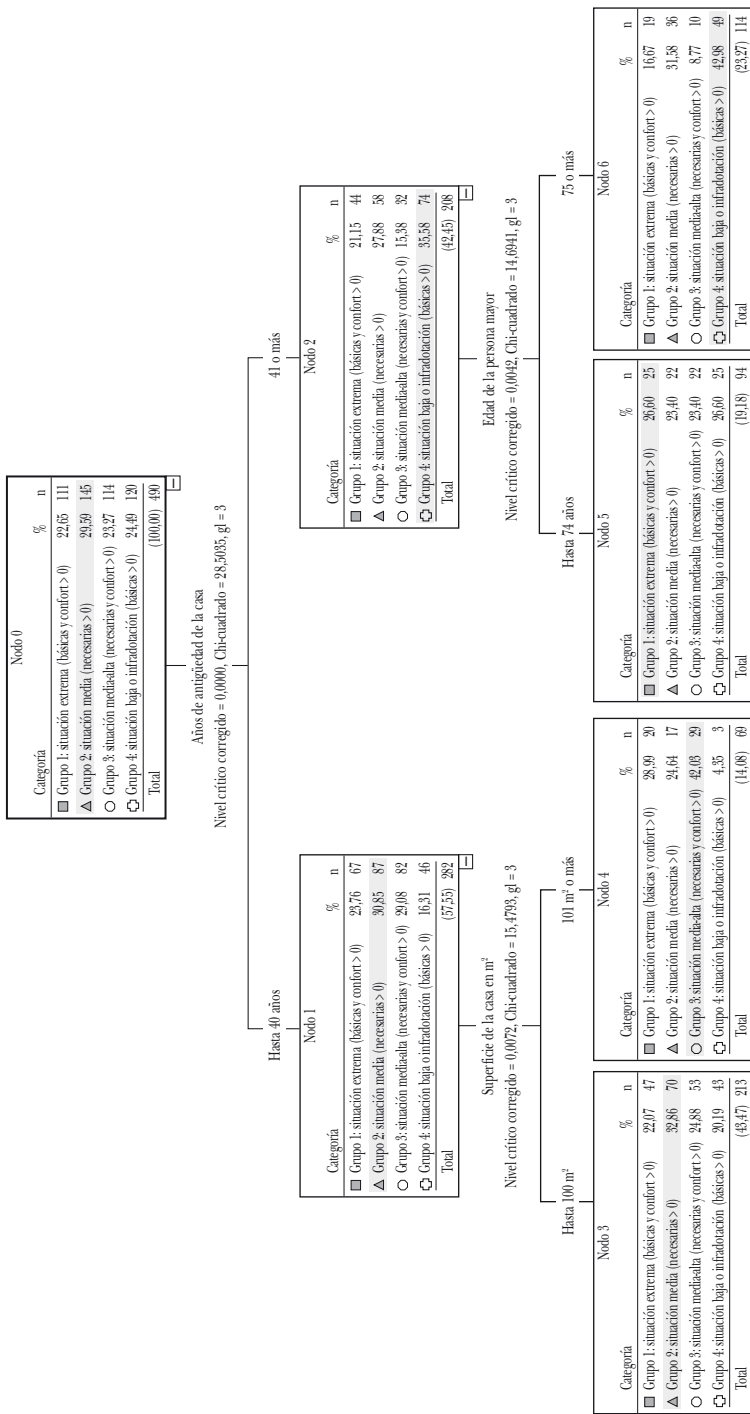 Nodo 0
Categoría % n
Grupo 1: situación extrema (básicas y confort > 0) 22,65 111
Grupo 2: situación media (necesarias > 0) 29,59 145
Grupo 3: situación media-alta (necesarias y confort > 0) 23,27 114
Grupo 4: situación baja o infradotación (básicas > 0) 24,49 120
Total (100,00) 490
Años de antigüedad de la casa
Nivel crítico corregido = 0,0000, Chi-cuadrado = 28,5035, gl = 3
Hasta 40 años
41 o más
Nodo 1
Categoría % n
Grupo 1: situación extrema (básicas y confort > 0) 23,76 67
Grupo 2: situación media (necesarias > 0) 30,85 87
Grupo 3: situación media-alta (necesarias y confort > 0) 29,08 82
Grupo 4: situación baja o infradotación (básicas > 0) 16,31 46
Total (57,55) 282
Nodo 2
Categoría % n
Grupo 1: situación extrema (básicas y confort > 0) 21,15 44
Grupo 2: situación media (necesarias > 0) 27,88 58
Grupo 3: situación media-alta (necesarias y confort > 0) 15,38 32
Grupo 4: situación baja o infradotación (básicas > 0) 35,58 74
Total (42,45) 208
Superficie de la casa en m²
Nivel crítico corregido = 0,0072, Chi-cuadrado = 15,4793, gl = 3
Hasta 100 m²
101 m² o más
Edad de la persona mayor
Nivel crítico corregido = 0,0042, Chi-cuadrado = 14,6941, gl = 3
Hasta 74 años
75 o más
Nodo 3
Categoría % n
Grupo 1: situación extrema (básicas y confort > 0) 22,07 47
Grupo 2: situación media (necesarias > 0) 32,86 70
Grupo 3: situación media-alta (necesarias y confort > 0) 24,88 53
Grupo 4: situación baja o infradotación (básicas > 0) 20,19 43
Total (43,47) 213
Nodo 4
Categoría % n
Grupo 1: situación extrema (básicas y confort > 0) 28,99 20
Grupo 2: situación media (necesarias > 0) 24,64 17
Grupo 3: situación media-alta (necesarias y confort > 0) 42,03 29
Grupo 4: situación baja o infradotación (básicas > 0) 4,35 3
Total (14,08) 69
Nodo 5
Categoría % n
Grupo 1: situación extrema (básicas y confort > 0) 26,60 25
Grupo 2: situación media (necesarias > 0) 23,40 22
Grupo 3: situación media-alta (necesarias y confort > 0) 23,40 22
Grupo 4: situación baja o infradotación (básicas > 0) 26,60 25
Total (19,18) 94
Nodo 6
Categoría % n
Grupo 1: situación extrema (básicas y confort > 0) 16,67 19
Grupo 2: situación media (necesarias > 0) 31,58 36
Grupo 3: situación media-alta (necesarias y confort > 0) 8,77 10
Grupo 4: situación baja o infradotación (básicas > 0) 42,98 49
Total (23,27) 114